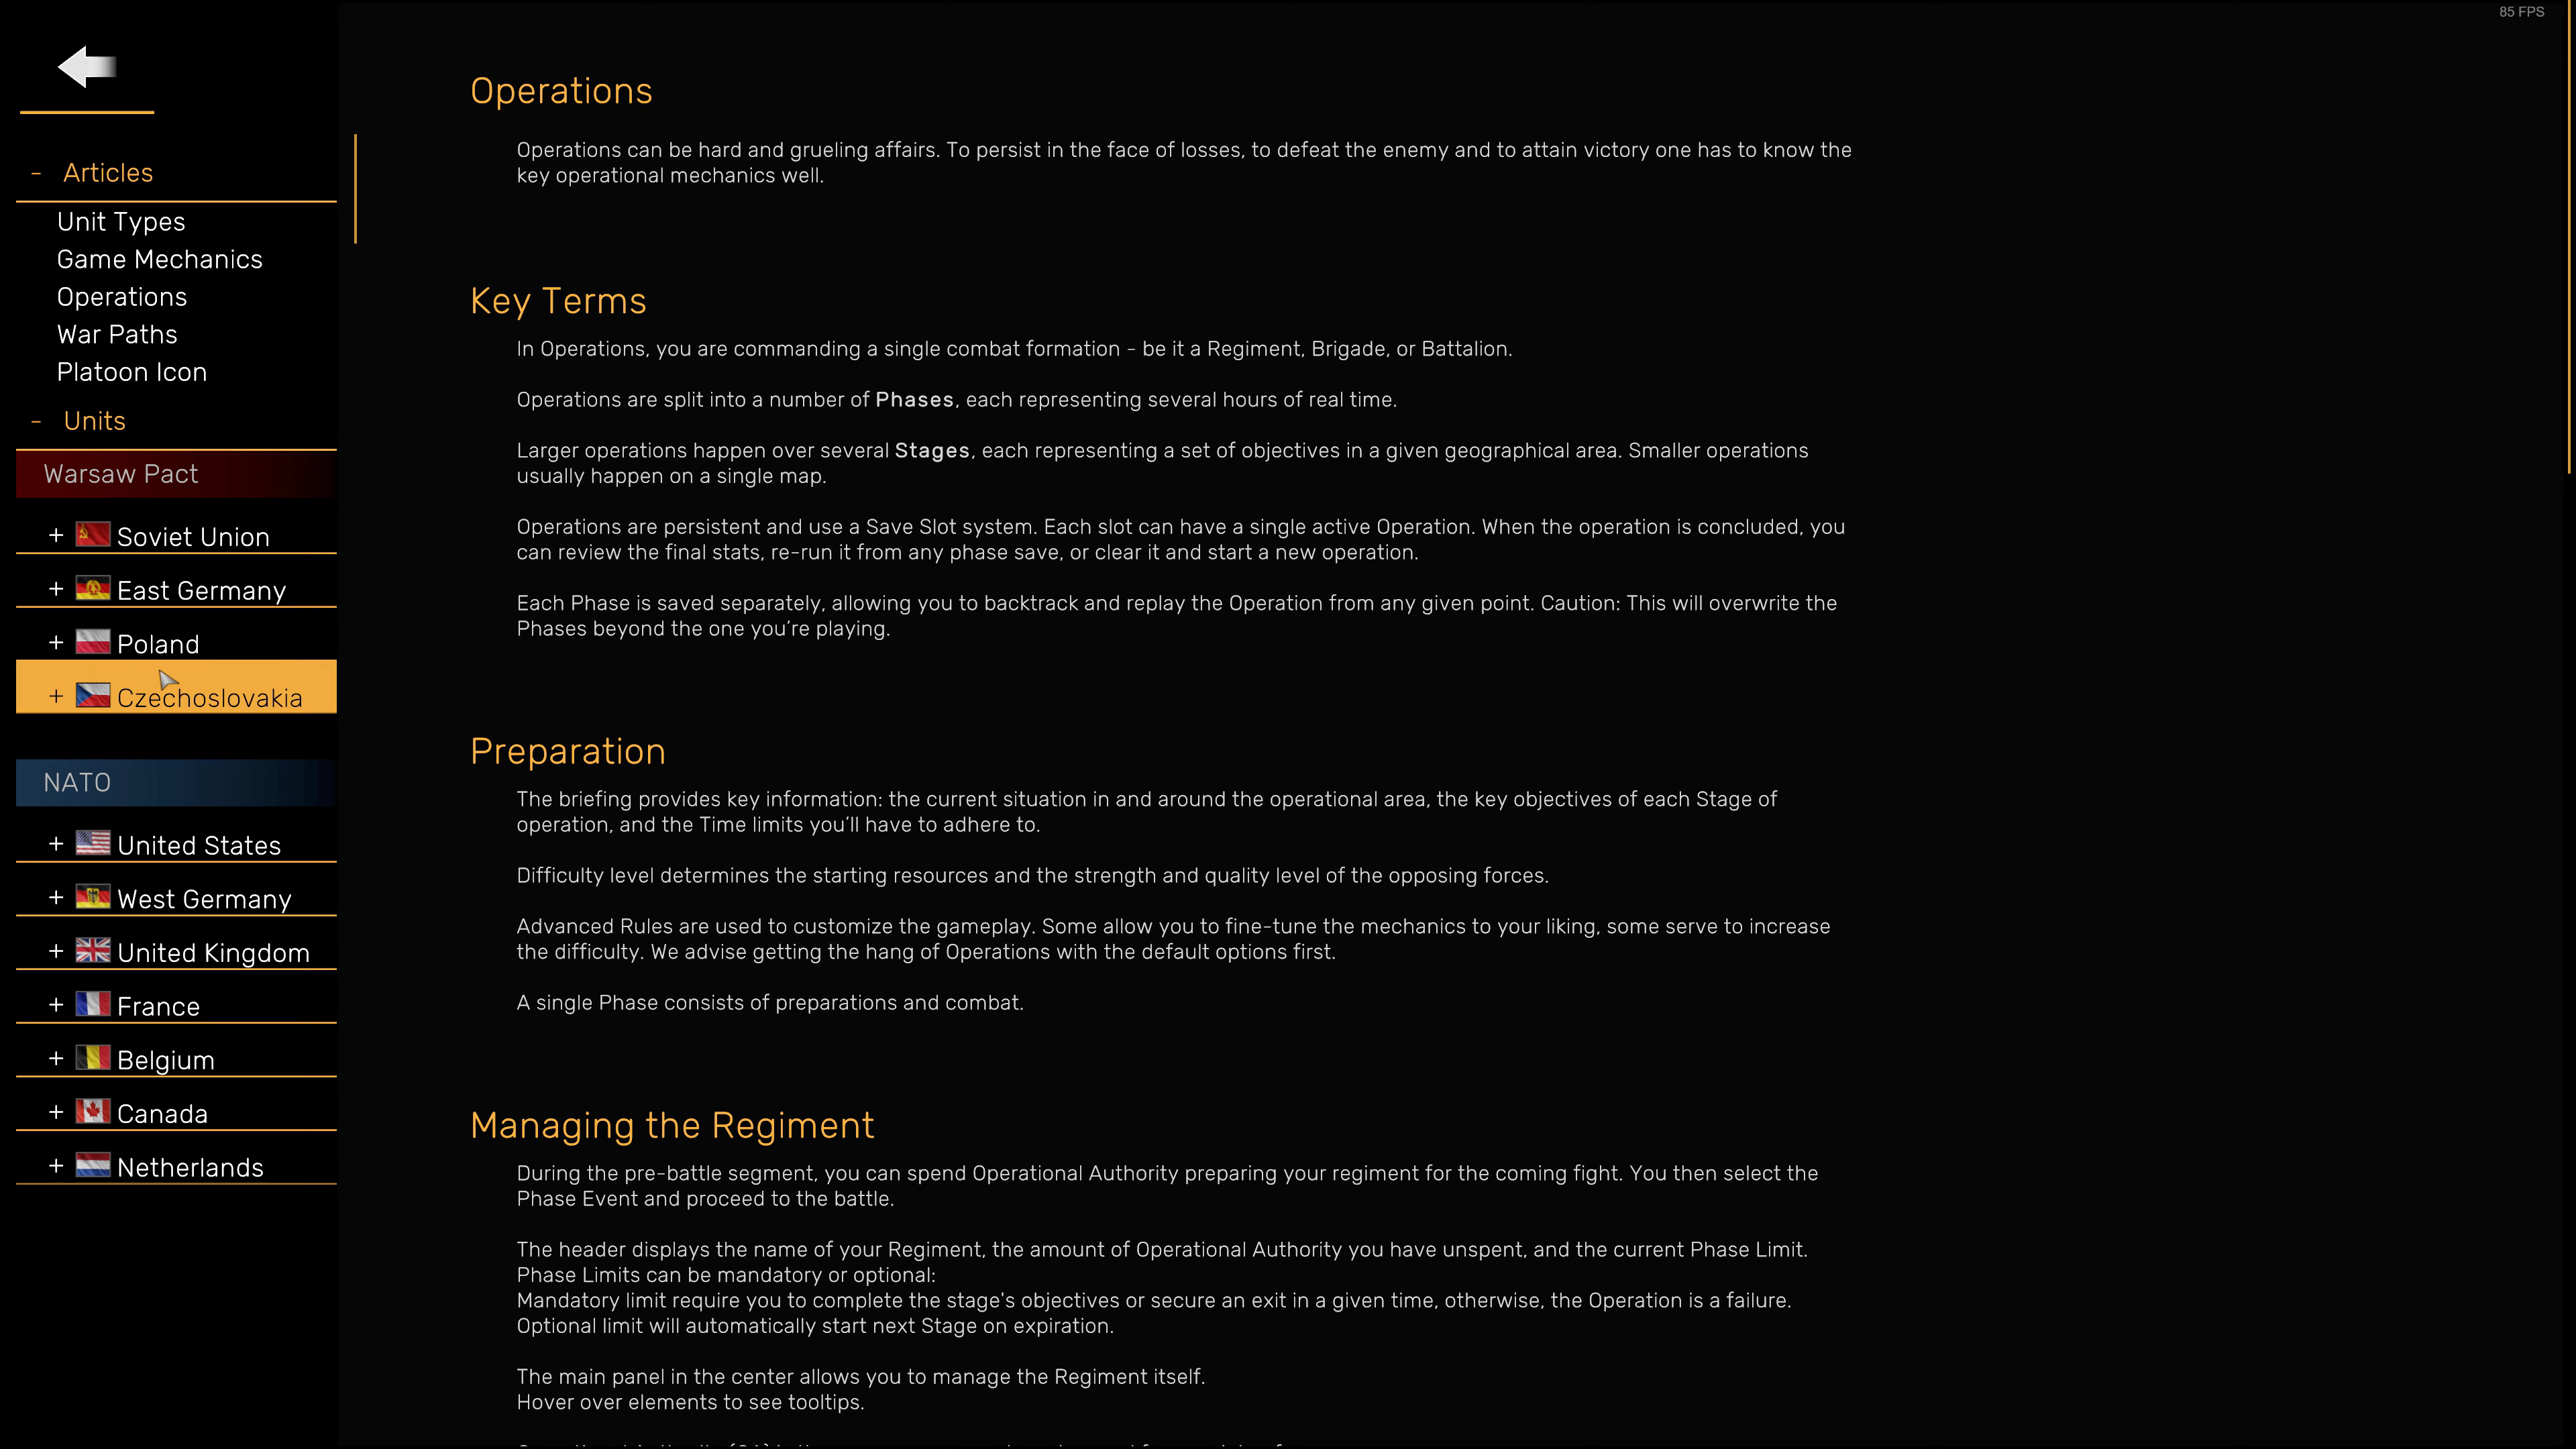 85 FPS
- Articles
Unit Types
Game Mechanics
Operations
War Paths
Platoon Icon
- Units
Warsaw Pact
+ Soviet Union
+ East Germany
+ Poland
+ Czechoslovakia
NATO
+ United States
+ West Germany
+ United Kingdom
+ France
+ Belgium
+ Canada
+ Netherlands
Operations
Operations can be hard and grueling affairs. To persist in the face of losses, to defeat the enemy and to attain victory one has to know the
key operational mechanics well.
Key Terms
In Operations, you are commanding a single combat formation - be it a Regiment, Brigade, or Battalion.
Operations are split into a number of Phases, each representing several hours of real time.
Larger operations happen over several Stages, each representing a set of objectives in a given geographical area. Smaller operations
usually happen on a single map.
Operations are persistent and use a Save Slot system. Each slot can have a single active Operation. When the operation is concluded, you
can review the final stats, re-run it from any phase save, or clear it and start a new operation.
Each Phase is saved separately, allowing you to backtrack and replay the Operation from any given point. Caution: This will overwrite the
Phases beyond the one you're playing.
Preparation
The briefing provides key information: the current situation in and around the operational area, the key objectives of each Stage of
operation, and the Time limits you'll have to adhere to.
Difficulty level determines the starting resources and the strength and quality level of the opposing forces.
Advanced Rules are used to customize the gameplay. Some allow you to fine-tune the mechanics to your liking, some serve to increase
the difficulty. We advise getting the hang of Operations with the default options first.
A single Phase consists of preparations and combat.
Managing the Regiment
During the pre-battle segment, you can spend Operational Authority preparing your regiment for the coming fight. You then select the
Phase Event and proceed to the battle.
The header displays the name of your Regiment, the amount of Operational Authority you have unspent, and the current Phase Limit.
Phase Limits can be mandatory or optional:
Mandatory limit require you to complete the stage's objectives or secure an exit in a given time, otherwise, the Operation is a failure.
Optional limit will automatically start next Stage on expiration.
The main panel in the center allows you to manage the Regiment itself.
Hover over elements to see tooltips.